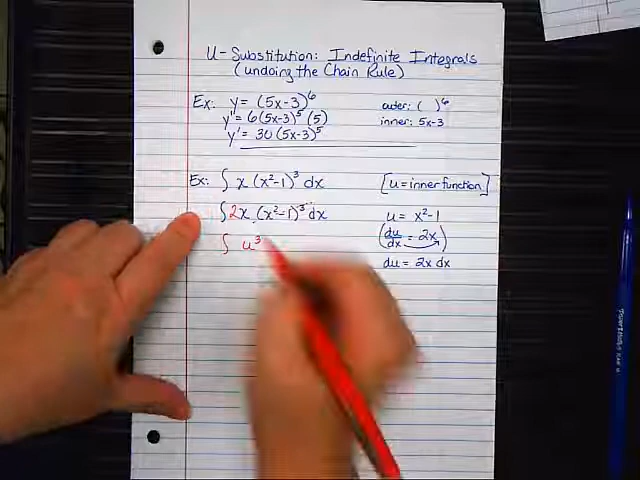 U-Substitution: Indefinite Integrals
(undoing the Chain Rule)
Ex: y = (5x-3)⁶
outer: ( )⁶
y' = 6(5x-3)⁵ (5)
inner: 5x-3
y' = 30(5x-3)⁵
Ex: ∫ x (x²-1)³ dx
[u = inner function]
∫ 2x (x²-1)³ dx
u = x²-1
(du/dx = 2x)
∫ u³
du = 2x dx